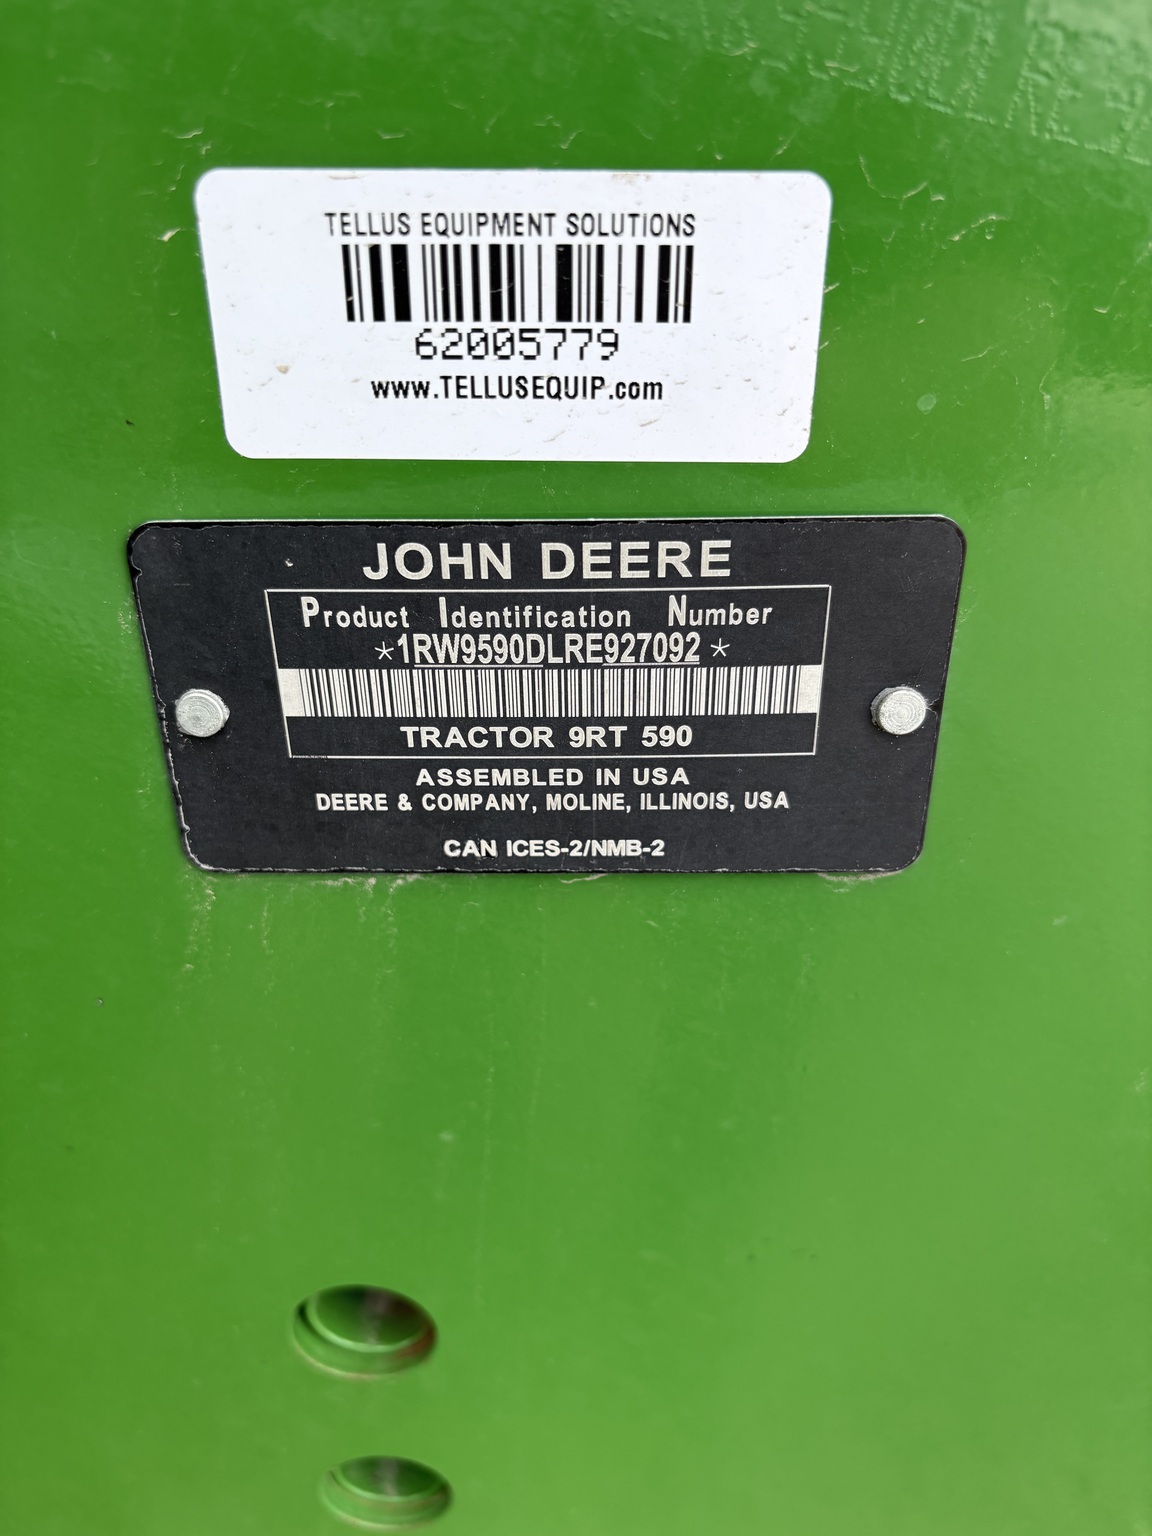 TELLUS EQUIPMENT SOLUTIONS
62005779
www.TELLUSEQUIP.com
JOHN DEERE
Product Identification Number
*1RW9590DLRE927092*
TRACTOR 9RT 590
ASSEMBLED IN USA
DEERE & COMPANY, MOLINE, ILLINOIS, USA
CAN ICES-2/NMB-2